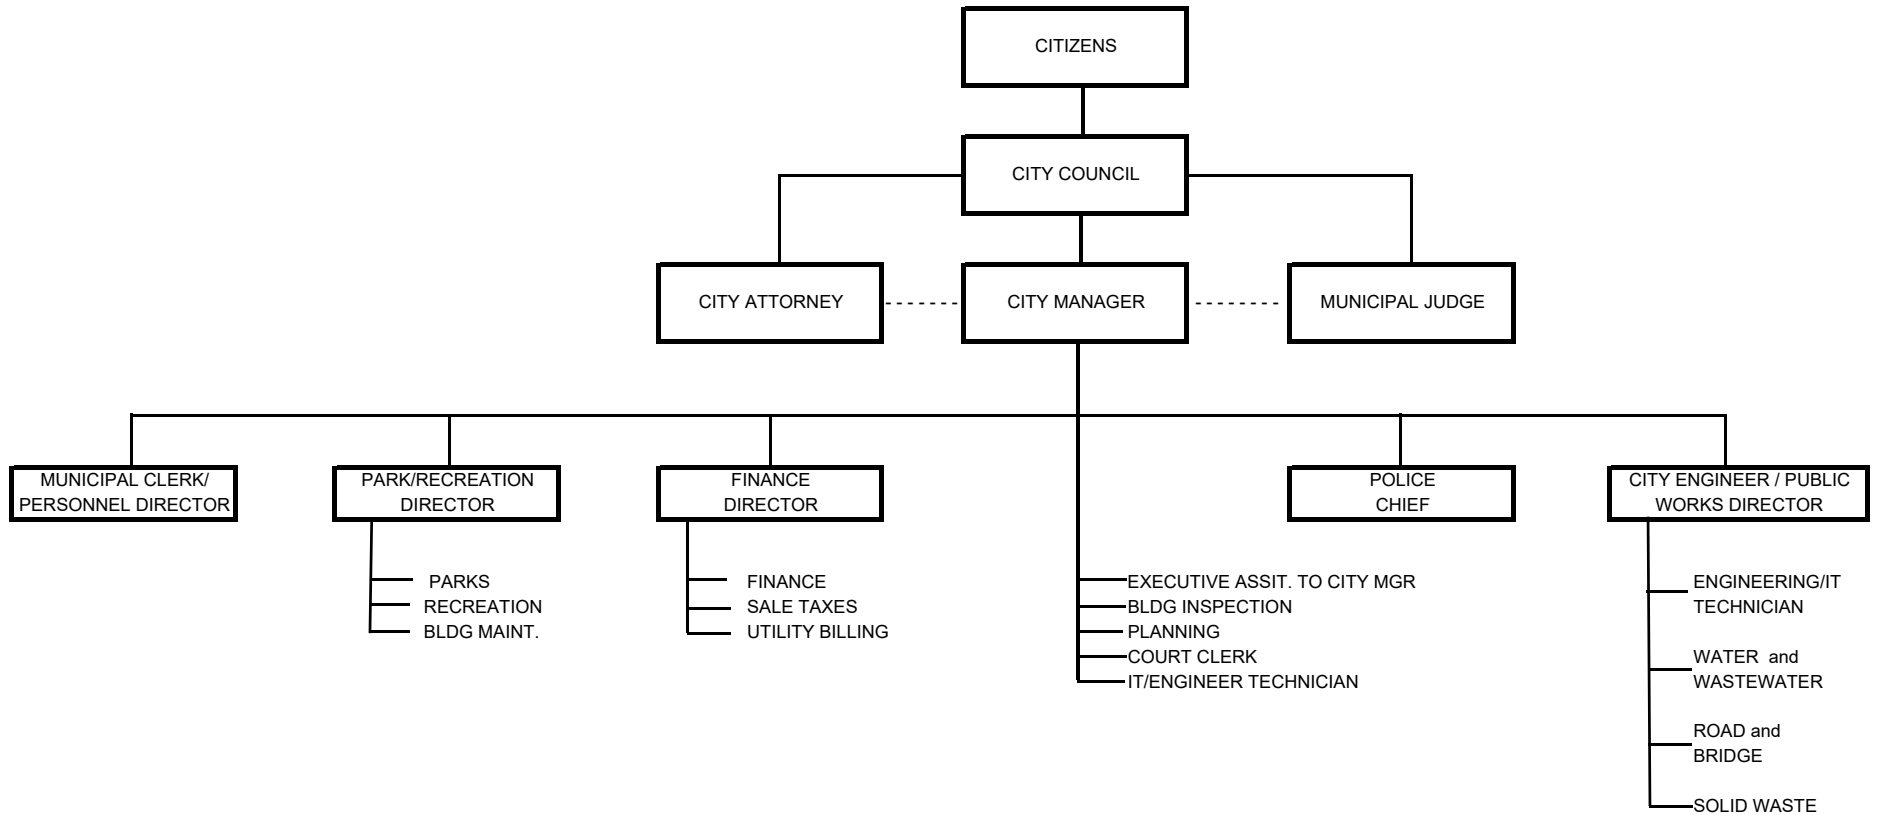 CITIZENS
CITY COUNCIL
CITY ATTORNEY
CITY MANAGER
MUNICIPAL JUDGE
MUNICIPAL CLERK/
PERSONNEL DIRECTOR
PARK/RECREATION
DIRECTOR
FINANCE
DIRECTOR
POLICE
CHIEF
CITY ENGINEER / PUBLIC
WORKS DIRECTOR
PARKS
RECREATION
BLDG MAINT.
FINANCE
SALE TAXES
UTILITY BILLING
EXECUTIVE ASSIT. TO CITY MGR
BLDG INSPECTION
PLANNING
COURT CLERK
IT/ENGINEER TECHNICIAN
ENGINEERING/IT
TECHNICIAN
WATER and
WASTEWATER
ROAD and
BRIDGE
SOLID WASTE